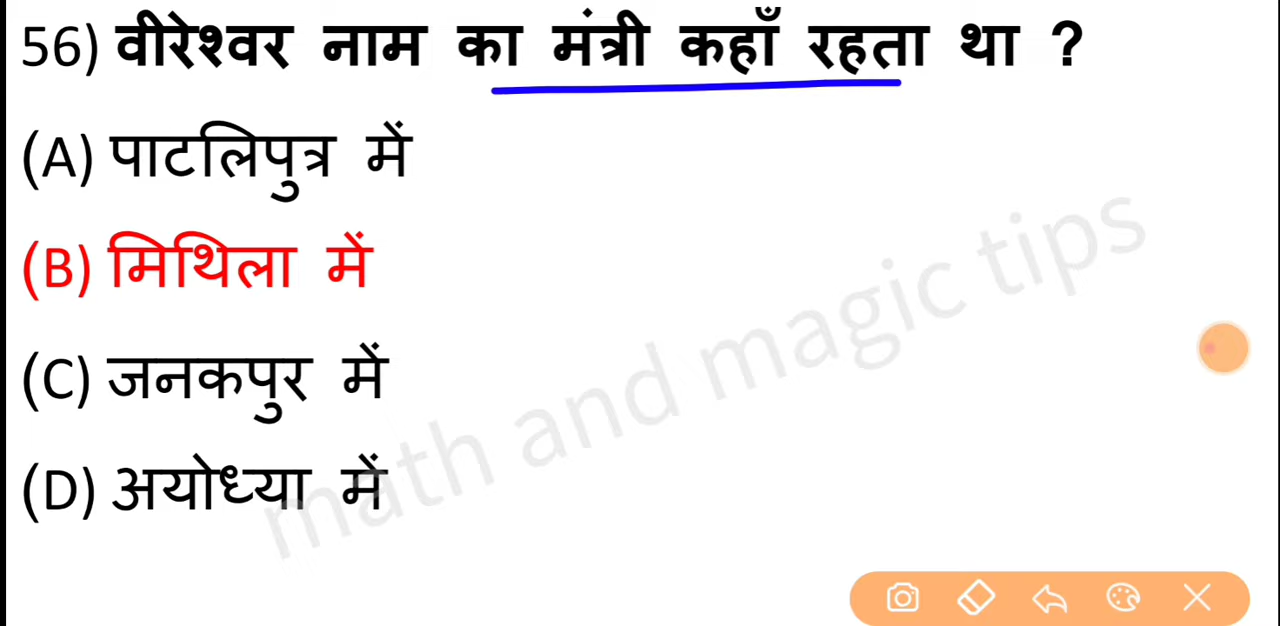 56) वीरेश्वर नाम का मंत्री कहाँ रहता था ?
(A) पाटलिपुत्र में
(B) मिथिला में
(C) जनकपुर में
(D) अयोध्या में
math and magic tips